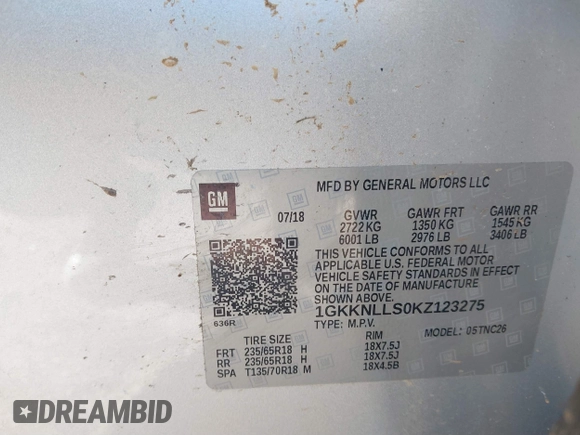 GM
MFD BY GENERAL MOTORS LLC
07/18
GVWR GAWR FRT GAWR RR
2722 KG 1350 KG 1545 KG
6001 LB 2976 LB 3406 LB
THIS VEHICLE CONFORMS TO ALL
APPLICABLE U.S. FEDERAL MOTOR
VEHICLE SAFETY STANDARDS IN EFFECT
ON THE DATE OF MANUFACTURE
SHOWN ABOVE.
1GKKNLLS0KZ123275
TYPE: M.P.V. MODEL: 05TNC26
636R
TIRE SIZE RIM
FRT 235/65R18 H 18X7.5J
RR 235/65R18 H 18X7.5J
SPA T135/70R18 M 18X4.5B
DREAMBID